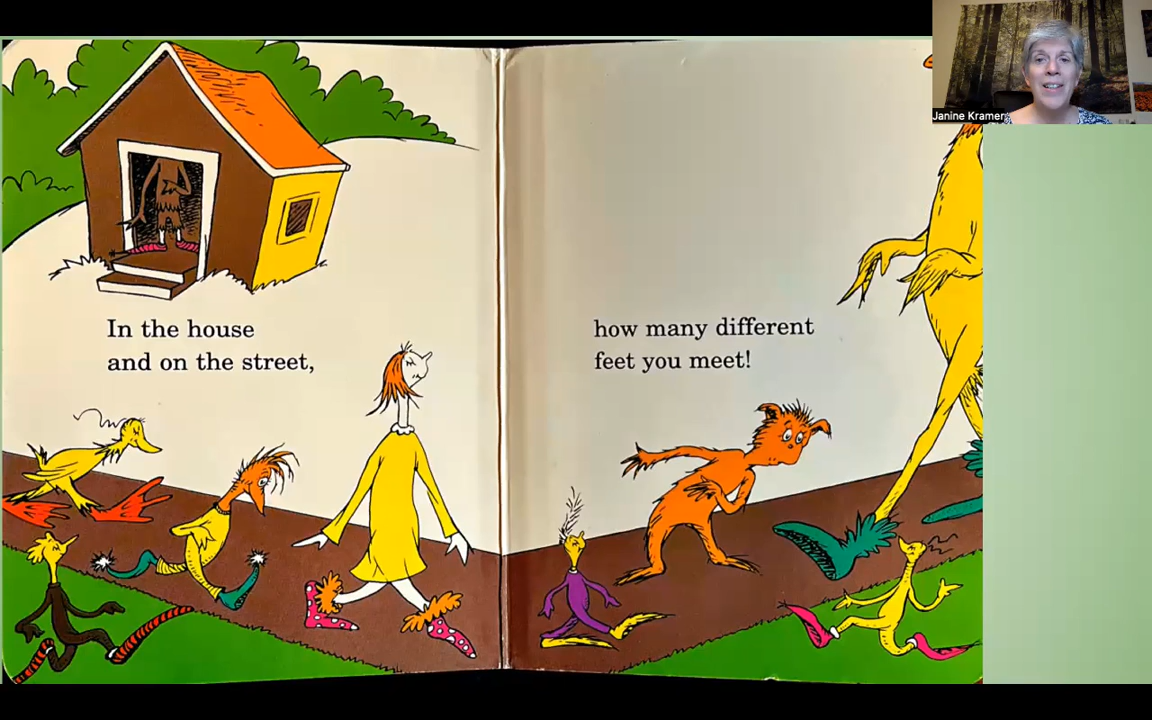 Janine Kramer
In the house
and on the street,
how many different
feet you meet!